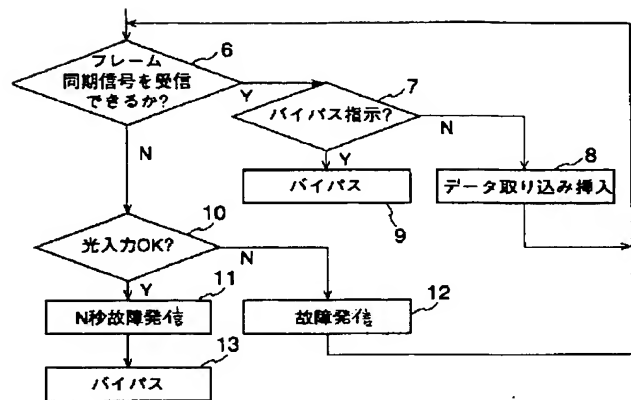 フレーム
同期信号を受信
できるか?
6
Y
N
バイパス指示?
7
N
Y
バイパス
9
データ取り込み挿入
8
光入力OK?
10
N
Y
N秒故障発信
11
故障発信
12
バイパス
13